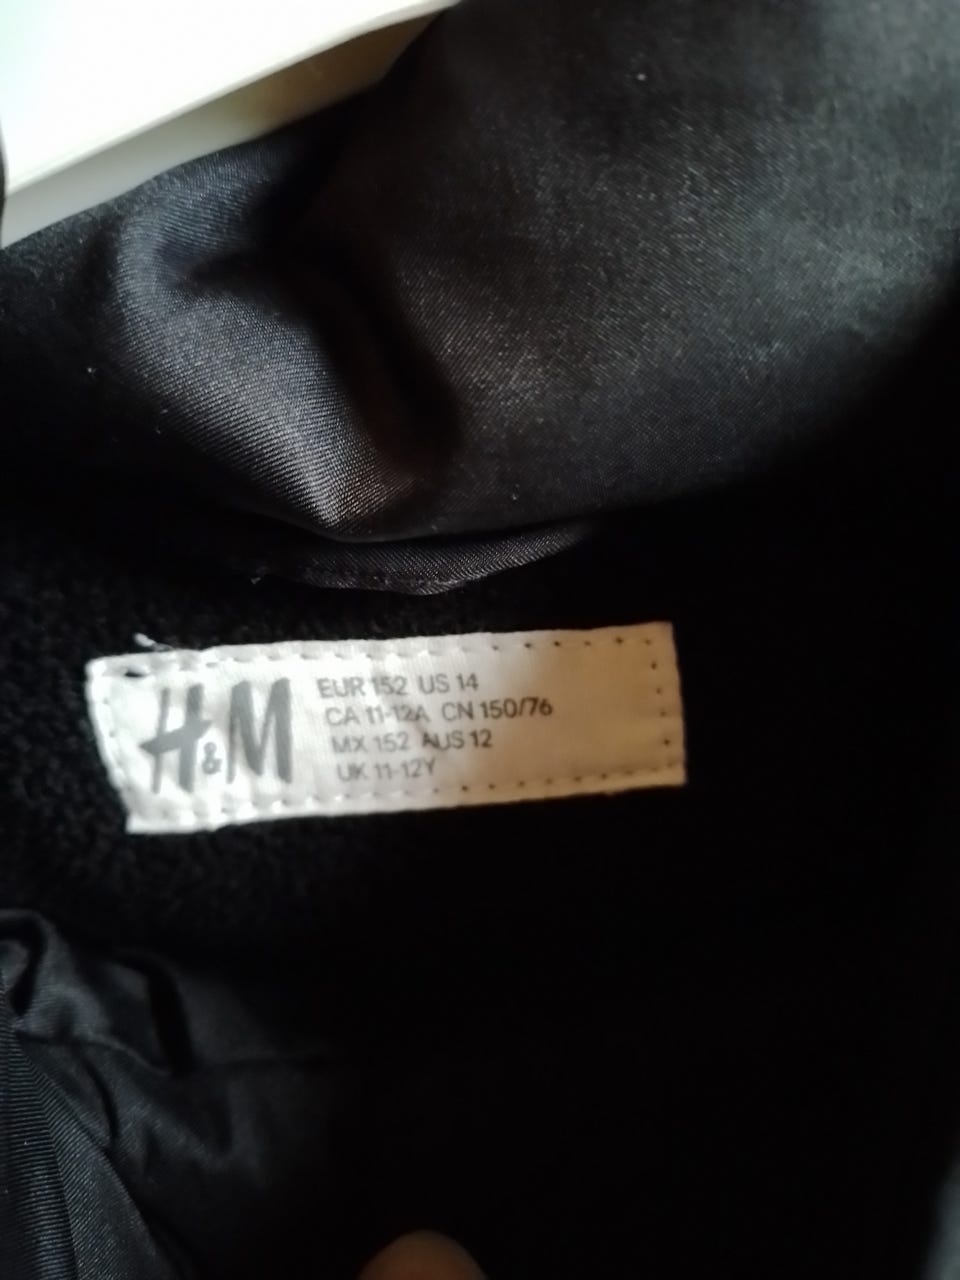 H&M
EUR 152 US 14
CA 11-12A CN 150/76
MX 152 AUS 12
UK 11-12Y